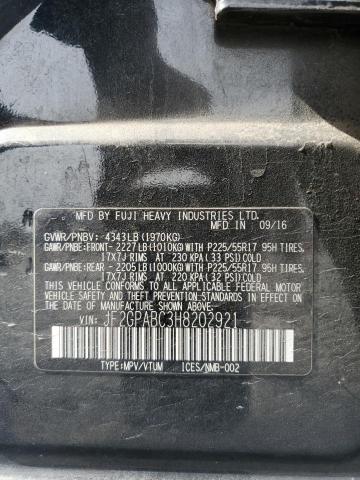 MFD BY FUJI HEAVY INDUSTRIES LTD.
MFD IN 09/16
GVWR/PNBV: 4343LB (1970KG)
GAWR/PNBE:FRONT- 2227LB(1010KG)WITH P225/55R17 95H TIRES,
17X7J RIMS AT 230 KPA (33 PSI)COLD
GAWR/PNBE:REAR - 2205LB(1000KG)WITH P225/55R17 95H TIRES,
17X7J RIMS AT 220 KPA (32 PSI)COLD
THIS VEHICLE CONFORMS TO ALL APPLICABLE FEDERAL MOTOR
VEHICLE SAFETY, BUMPER, AND THEFT PREVENTION STANDARDS
IN EFFECT ON THE DATE OF MANUFACTURE SHOWN ABOVE.
VIN: JF2GPABC3H8202921
TYPE:MPV/VTUM ICES/NMB-002